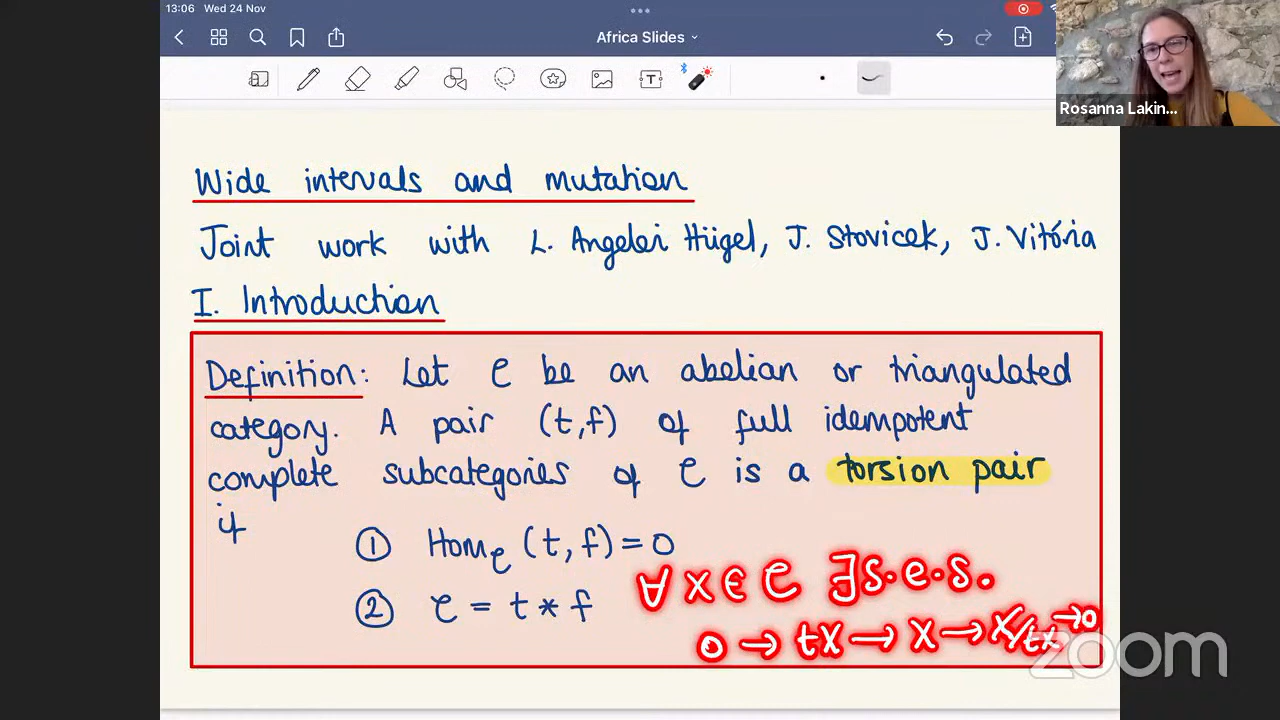 13:06 Wed 24 Nov
Africa Slides
Rosanna Lakin...
Wide intervals and mutation
Joint work with L. Angeleri Hügel, J. Stovicek, J. Vitória
I. Introduction
Definition: Let C be an abelian or triangulated
category. A pair (t,f) of full idempotent
complete subcategories of C is a torsion pair
if
① Hom_C (t,f) = 0
② C = t * f
∀ X ∈ C ∃ s.e.s.
0 → tX → X → X/tX → 0
zoom